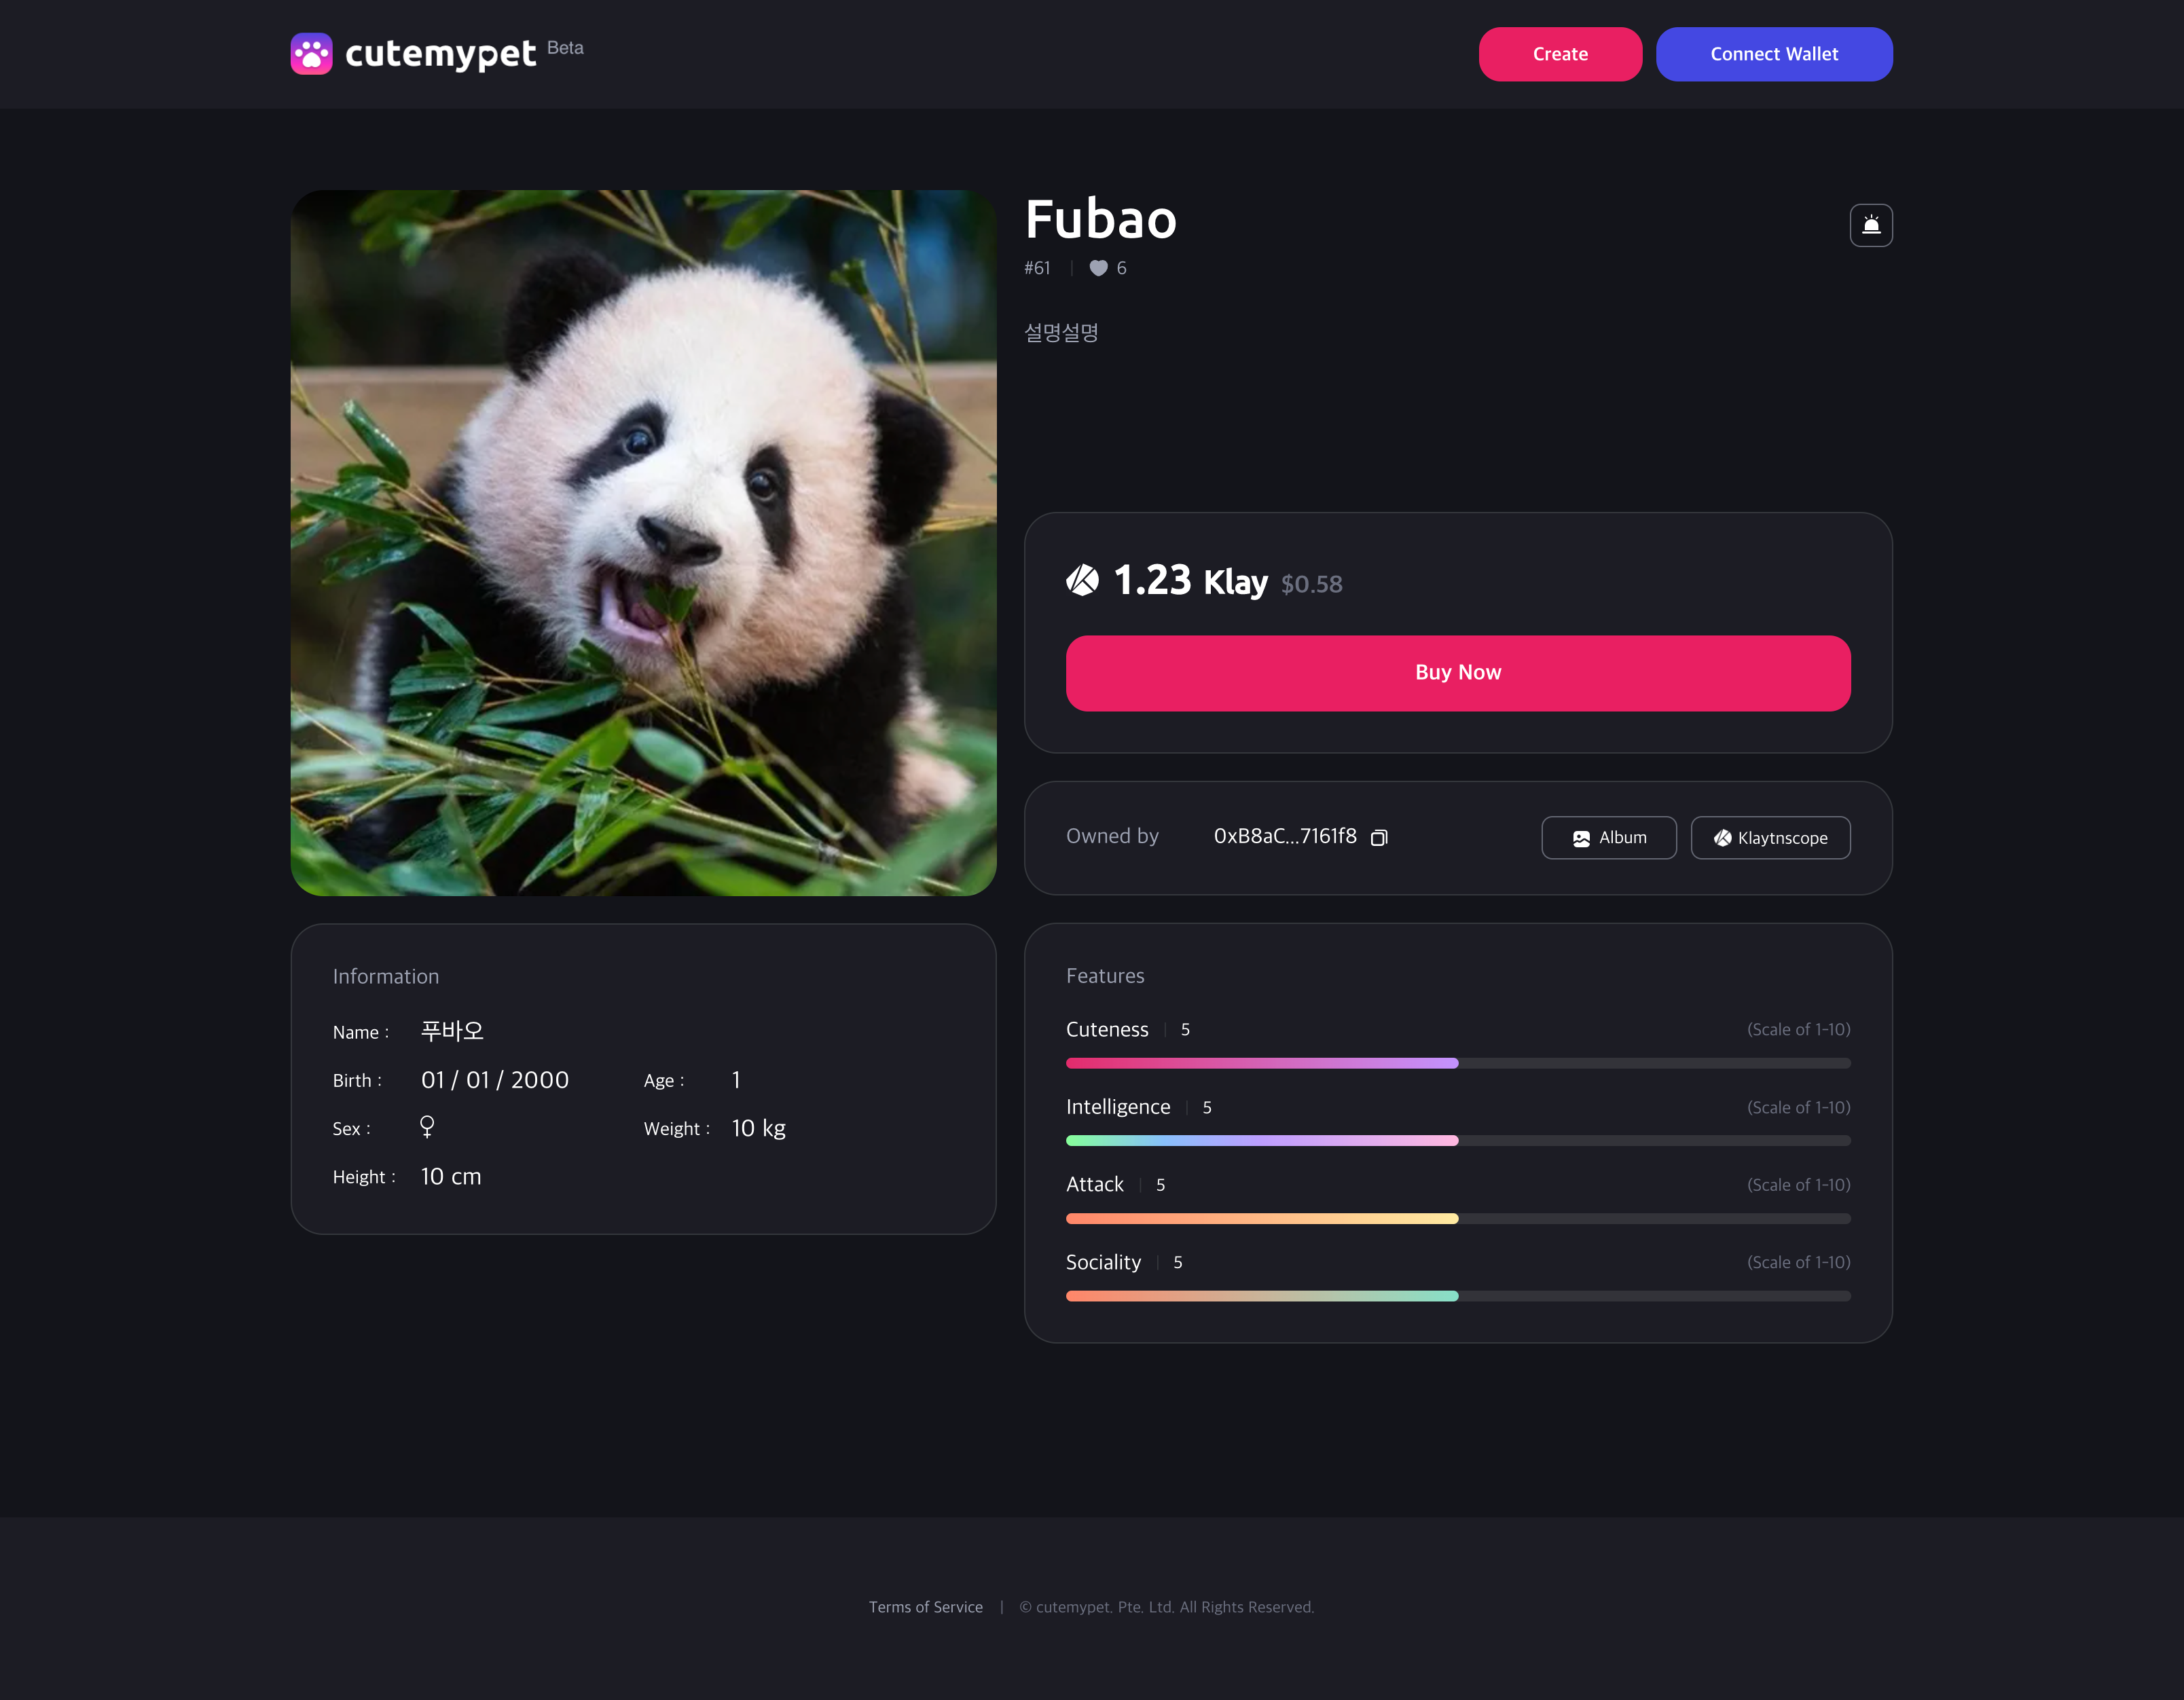 cutemypet Beta
Create
Connect Wallet
Fubao
#61 | 6
설명설명
1.23 Klay $0.58
Buy Now
Owned by 0xB8aC...7161f8
Album
Klaytnscope
Information
Name : 푸바오
Birth : 01 / 01 / 2000 Age : 1
Sex : ♀ Weight : 10 kg
Height : 10 cm
Features
Cuteness | 5 (Scale of 1-10)
Intelligence | 5 (Scale of 1-10)
Attack | 5 (Scale of 1-10)
Sociality | 5 (Scale of 1-10)
Terms of Service | © cutemypet. Pte. Ltd. All Rights Reserved.